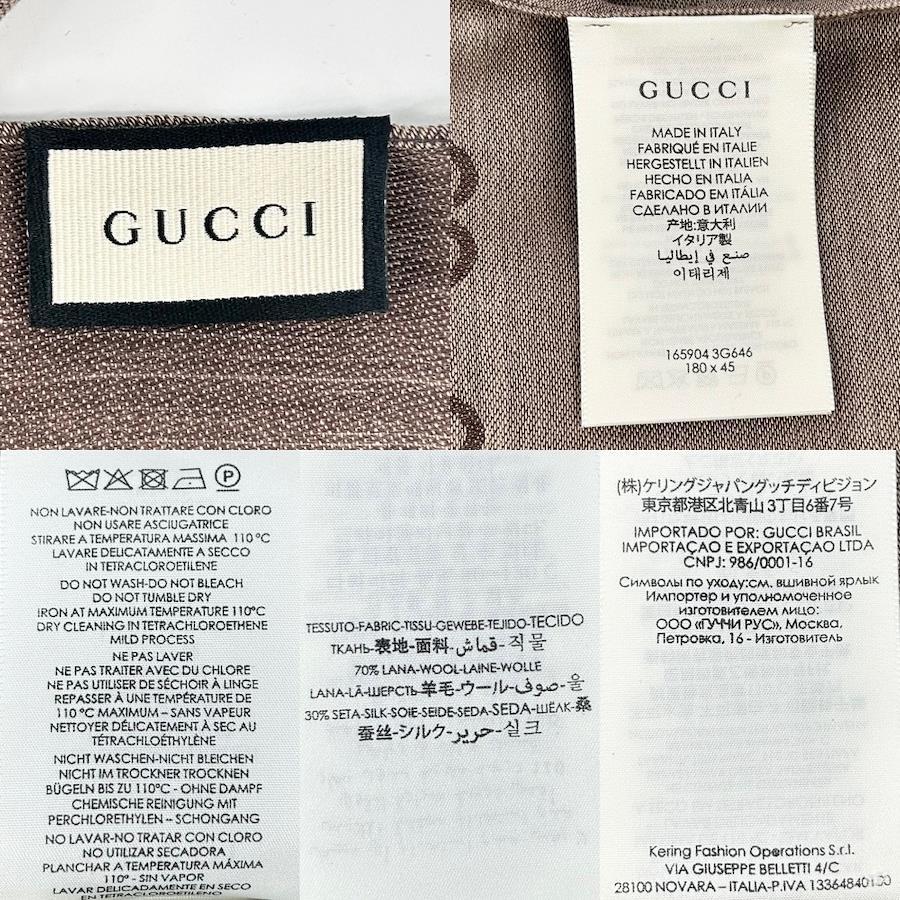 GUCCI
GUCCI
MADE IN ITALY
FABRIQUÉ EN ITALIE
HERGESTELLT IN ITALIEN
HECHO EN ITALIA
FABRICADO EM ITÁLIA
СДЕЛАНО В ИТАЛИИ
产地:意大利
イタリア製
صنع في إيطاليا
이태리제
165904 3G646
180 x 45
P
NON LAVARE-NON TRATTARE CON CLORO
NON USARE ASCIUGATRICE
STIRARE A TEMPERATURA MASSIMA 110 °C
LAVARE DELICATAMENTE A SECCO
IN TETRACLOROETILENE
DO NOT WASH-DO NOT BLEACH
DO NOT TUMBLE DRY
IRON AT MAXIMUM TEMPERATURE 110°C
DRY CLEANING IN TETRACHLOROETHENE
MILD PROCESS
NE PAS LAVER
NE PAS TRAITER AVEC DU CHLORE
NE PAS UTILISER DE SÉCHOIR À LINGE
REPASSER À UNE TEMPÉRATURE DE
110 °C MAXIMUM – SANS VAPEUR
NETTOYER DÉLICATEMENT À SEC AU
TÉTRACHLOÉTHYLÈNE
NICHT WASCHEN-NICHT BLEICHEN
NICHT IM TROCKNER TROCKNEN
BÜGELN BIS ZU 110°C - OHNE DAMPF
CHEMISCHE REINIGUNG MIT
PERCHLORETHYLEN – SCHONGANG
NO LAVAR-NO TRATAR CON CLORO
NO UTILIZAR SECADORA
PLANCHAR A TEMPERATURA MÁXIMA
110° - SIN VAPOR
LAVAR DELICADAMENTE EN SECO
EN TETRACLOROETILENO
TESSUTO-FABRIC-TISSU-GEWEBE-TEJIDO-TECIDO
ТКАНЬ-表地-面料-قماش-직물
70% LANA-WOOL-LAINE-WOLLE
LANA-LÃ-ШЕРСТЬ-羊毛-ウール-صوف-울
30% SETA-SILK-SOIE-SEIDE-SEDA-SEDA-ШЁЛК-桑
蚕丝-シルク-حرير-실크
(株)ケリングジャパングッチディビジョン
東京都港区北青山3丁目6番7号
IMPORTADO POR: GUCCI BRASIL
IMPORTAÇAO E EXPORTAÇAO LTDA
CNPJ: 986/0001-16
Символы по уходу:см. вшивной ярлык
Импортер и уполномоченное
изготовителем лицо:
ООО «ГУЧЧИ РУС», Москва,
Петровка, 16 - Изготовитель
Kering Fashion Operations S.r.l.
VIA GIUSEPPE BELLETTI 4/C
28100 NOVARA – ITALIA-P.IVA